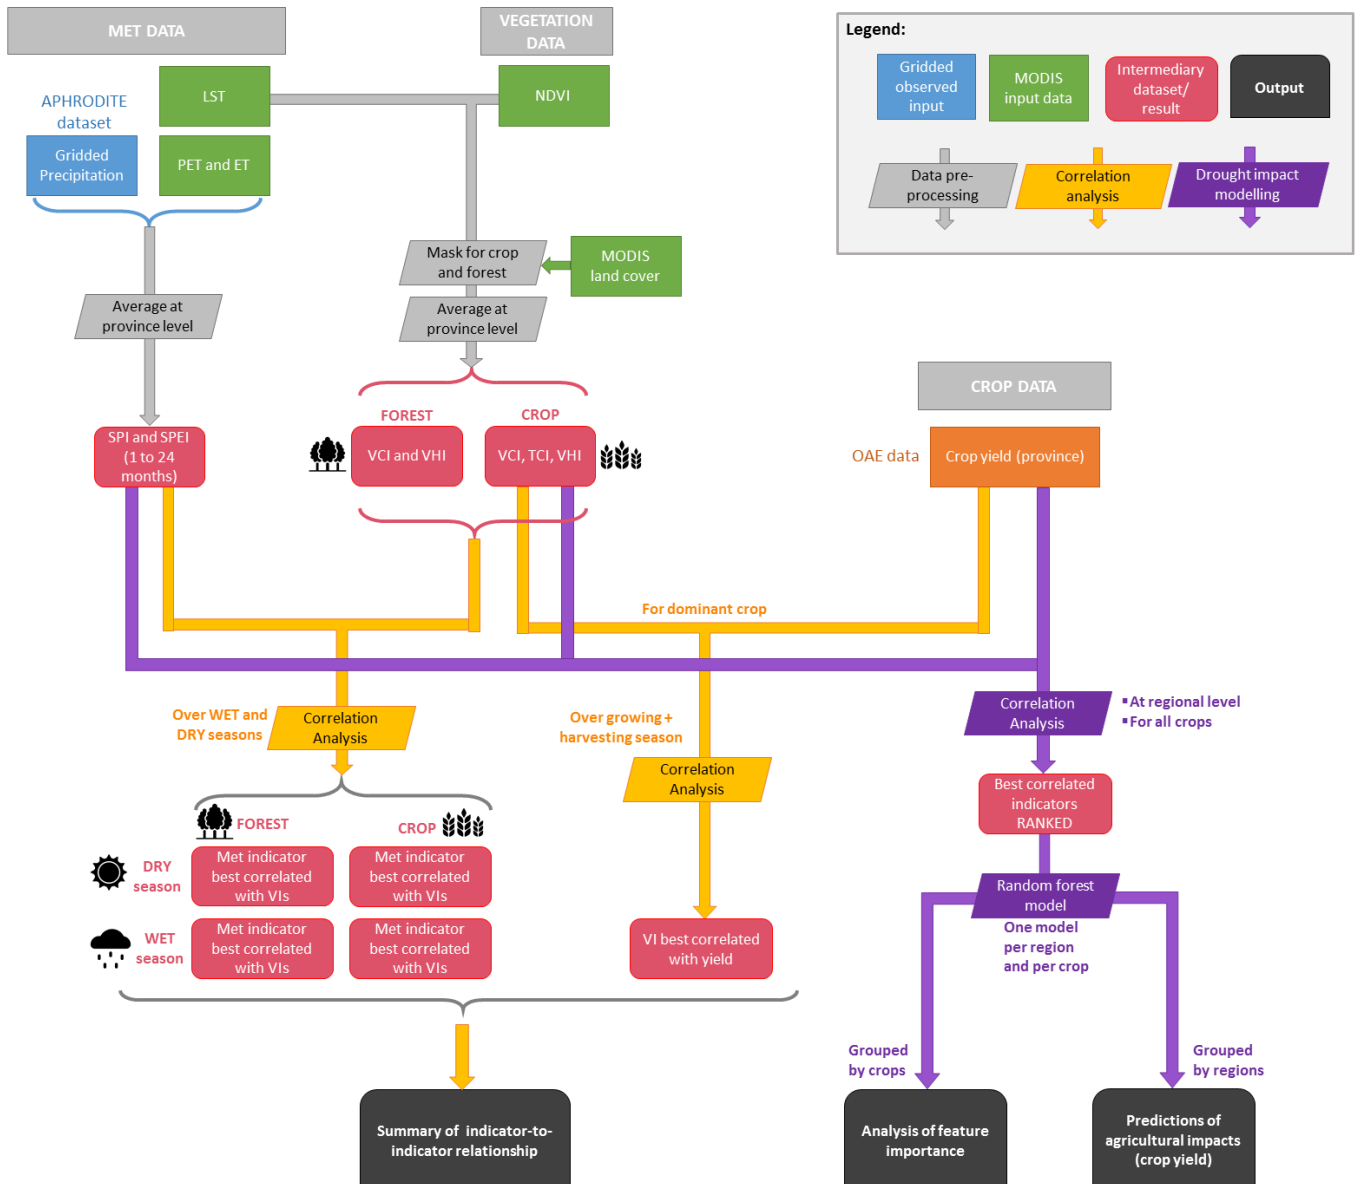 MET DATA
VEGETATION
DATA
Legend:
Gridded
observed
input
MODIS
input data
Intermediary
dataset/
result
Output
Data pre-
processing
Correlation
analysis
Drought impact
modelling
LST
NDVI
APHRODITE
dataset
Gridded
Precipitation
PET and ET
Mask for crop
and forest
MODIS
land cover
Average at
province level
Average at
province level
CROP DATA
FOREST
CROP
SPI and SPEI
(1 to 24
months)
VCI and VHI
VCI, TCI, VHI
OAE data
Crop yield (province)
For dominant crop
Over WET and
DRY seasons
Correlation
Analysis
Over growing +
harvesting season
Correlation
Analysis
Correlation
Analysis
▪ At regional level
▪ For all crops
Best correlated
indicators
RANKED
FOREST
CROP
DRY
season
Met indicator
best correlated
with VIs
Met indicator
best correlated
with VIs
WET
season
Met indicator
best correlated
with VIs
Met indicator
best correlated
with VIs
VI best correlated
with yield
Random forest
model
One model
per region
and per crop
Grouped
by crops
Grouped
by regions
Summary of indicator-to-
indicator relationship
Analysis of feature
importance
Predictions of
agricultural impacts
(crop yield)